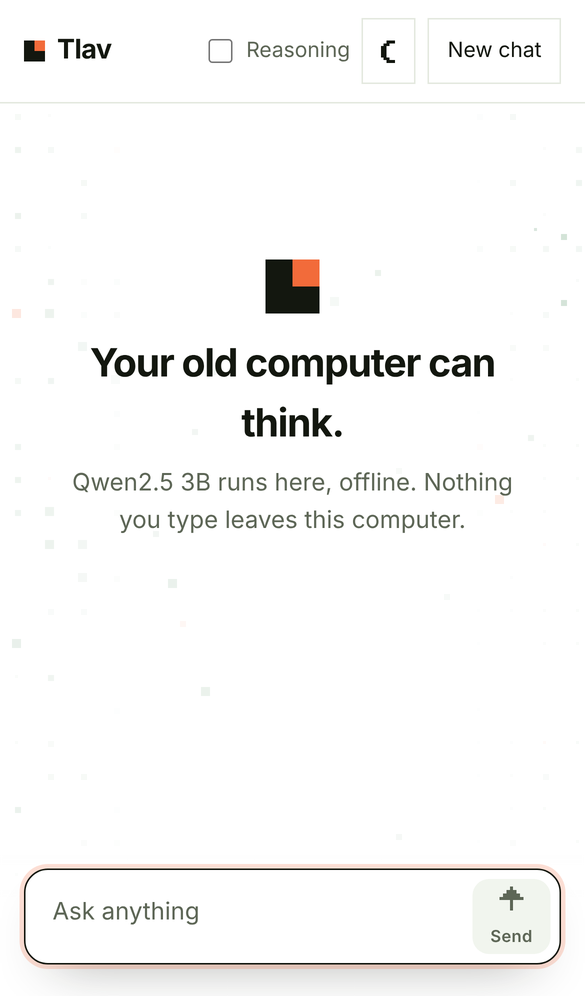 Tlav
Reasoning
New chat
Your old computer can
think.
Qwen2.5 3B runs here, offline. Nothing
you type leaves this computer.
Ask anything
Send